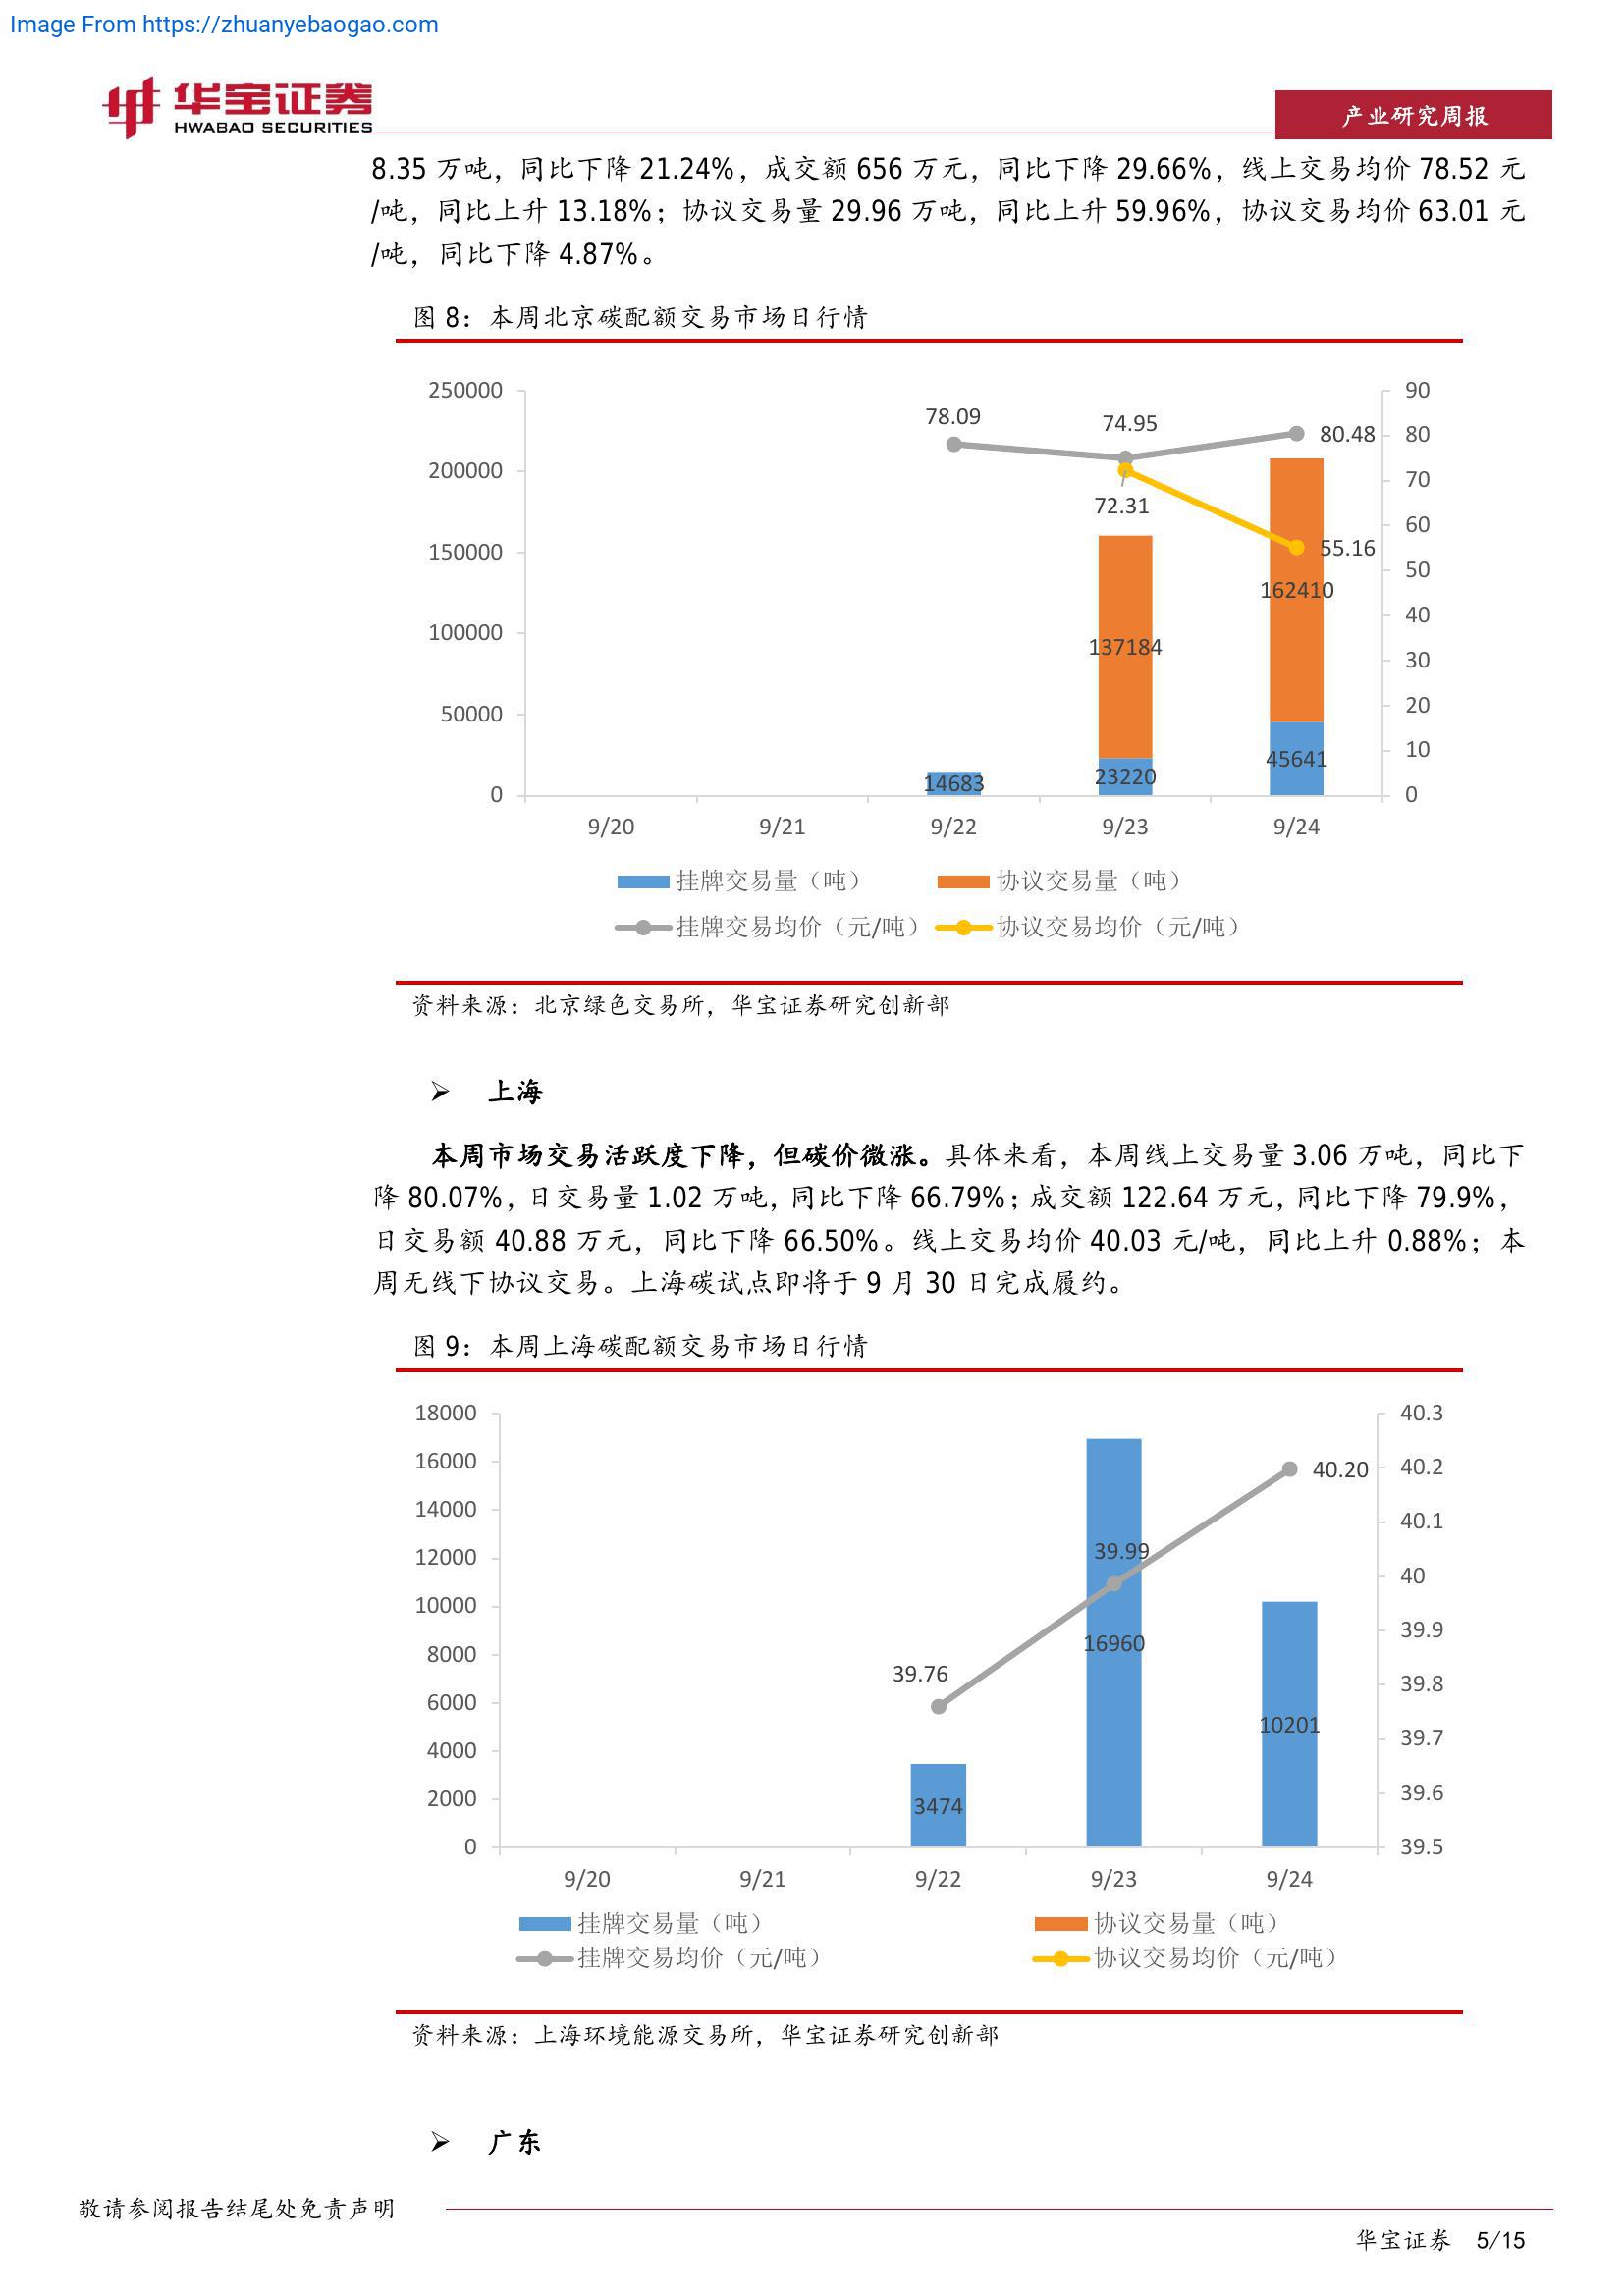 Image From https://zhuanyebaogao.com
华宝证券
HWABAO SECURITIES
产业研究周报
8.35 万吨，同比下降 21.24%，成交额 656 万元，同比下降 29.66%，线上交易均价 78.52 元
/吨，同比上升 13.18%；协议交易量 29.96 万吨，同比上升 59.96%，协议交易均价 63.01 元
/吨，同比下降 4.87%。
图 8：本周北京碳配额交易市场日行情
250000
200000
150000
100000
50000
0
90
80
70
60
50
40
30
20
10
0
78.09
74.95
80.48
72.31
55.16
162410
137184
45641
23220
14683
9/20 9/21 9/22 9/23 9/24
挂牌交易量（吨） 协议交易量（吨）
挂牌交易均价（元/吨） 协议交易均价（元/吨）
资料来源：北京绿色交易所，华宝证券研究创新部
➢ 上海
本周市场交易活跃度下降，但碳价微涨。具体来看，本周线上交易量 3.06 万吨，同比下
降 80.07%，日交易量 1.02 万吨，同比下降 66.79%；成交额 122.64 万元，同比下降 79.9%，
日交易额 40.88 万元，同比下降 66.50%。线上交易均价 40.03 元/吨，同比上升 0.88%；本
周无线下协议交易。上海碳试点即将于 9 月 30 日完成履约。
图 9：本周上海碳配额交易市场日行情
18000
16000
14000
12000
10000
8000
6000
4000
2000
0
40.3
40.2
40.1
40
39.9
39.8
39.7
39.6
39.5
40.20
39.99
39.76
16960
10201
3474
9/20 9/21 9/22 9/23 9/24
挂牌交易量（吨） 协议交易量（吨）
挂牌交易均价（元/吨） 协议交易均价（元/吨）
资料来源：上海环境能源交易所，华宝证券研究创新部
➢ 广东
敬请参阅报告结尾处免责声明
华宝证券 5/15